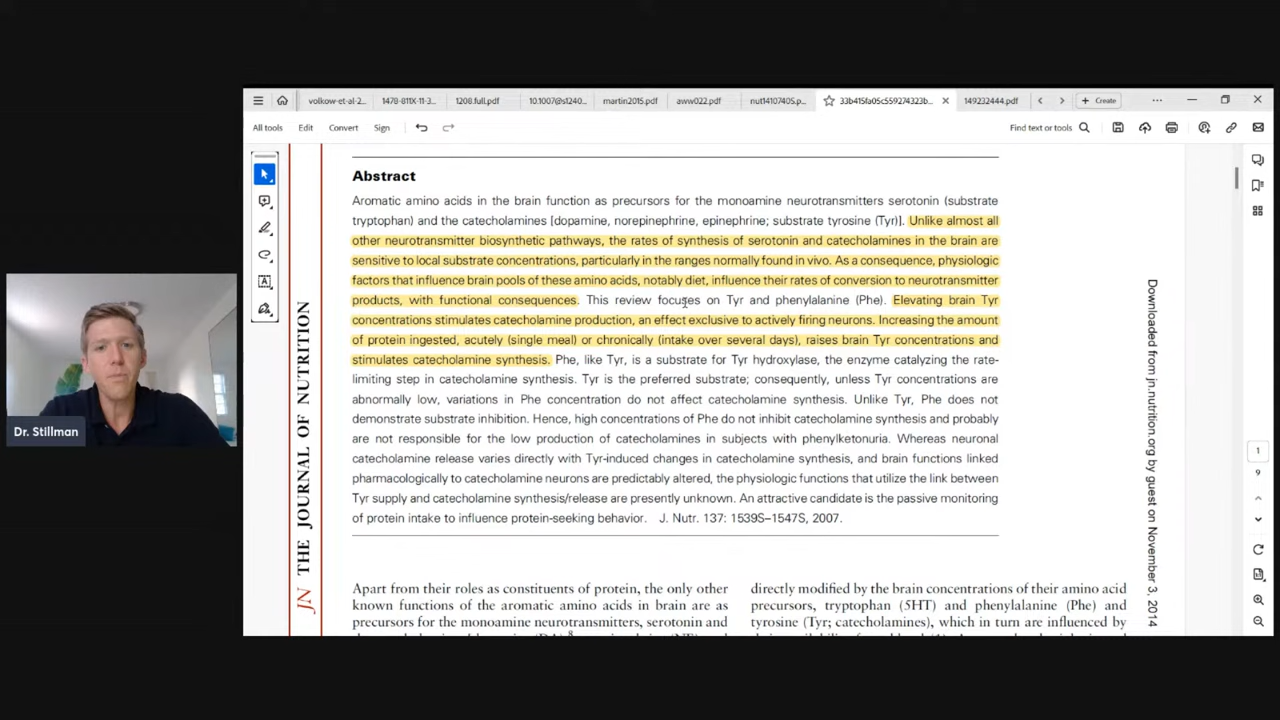 volkow-et-al-2...
1478-811X-11-3...
1208.full.pdf
10.1007@s1240...
martin2015.pdf
aww022.pdf
nut1410740S.p...
33b415fa05c559274323b...
149232444.pdf
Create
All tools
Edit
Convert
Sign
Find text or tools
Abstract
Aromatic amino acids in the brain function as precursors for the monoamine neurotransmitters serotonin (substrate
tryptophan) and the catecholamines [dopamine, norepinephrine, epinephrine; substrate tyrosine (Tyr)]. Unlike almost all
other neurotransmitter biosynthetic pathways, the rates of synthesis of serotonin and catecholamines in the brain are
sensitive to local substrate concentrations, particularly in the ranges normally found in vivo. As a consequence, physiologic
factors that influence brain pools of these amino acids, notably diet, influence their rates of conversion to neurotransmitter
products, with functional consequences. This review focuses on Tyr and phenylalanine (Phe). Elevating brain Tyr
concentrations stimulates catecholamine production, an effect exclusive to actively firing neurons. Increasing the amount
of protein ingested, acutely (single meal) or chronically (intake over several days), raises brain Tyr concentrations and
stimulates catecholamine synthesis. Phe, like Tyr, is a substrate for Tyr hydroxylase, the enzyme catalyzing the rate-
limiting step in catecholamine synthesis. Tyr is the preferred substrate; consequently, unless Tyr concentrations are
abnormally low, variations in Phe concentration do not affect catecholamine synthesis. Unlike Tyr, Phe does not
demonstrate substrate inhibition. Hence, high concentrations of Phe do not inhibit catecholamine synthesis and probably
are not responsible for the low production of catecholamines in subjects with phenylketonuria. Whereas neuronal
catecholamine release varies directly with Tyr-induced changes in catecholamine synthesis, and brain functions linked
pharmacologically to catecholamine neurons are predictably altered, the physiologic functions that utilize the link between
Tyr supply and catecholamine synthesis/release are presently unknown. An attractive candidate is the passive monitoring
of protein intake to influence protein-seeking behavior. J. Nutr. 137: 1539S–1547S, 2007.
Apart from their roles as constituents of protein, the only other
known functions of the aromatic amino acids in brain are as
precursors for the monoamine neurotransmitters, serotonin and
directly modified by the brain concentrations of their amino acid
precursors, tryptophan (5HT) and phenylalanine (Phe) and
tyrosine (Tyr; catecholamines), which in turn are influenced by
JN THE JOURNAL OF NUTRITION
Downloaded from jn.nutrition.org by guest on November 3, 2014
1
9
Dr. Stillman